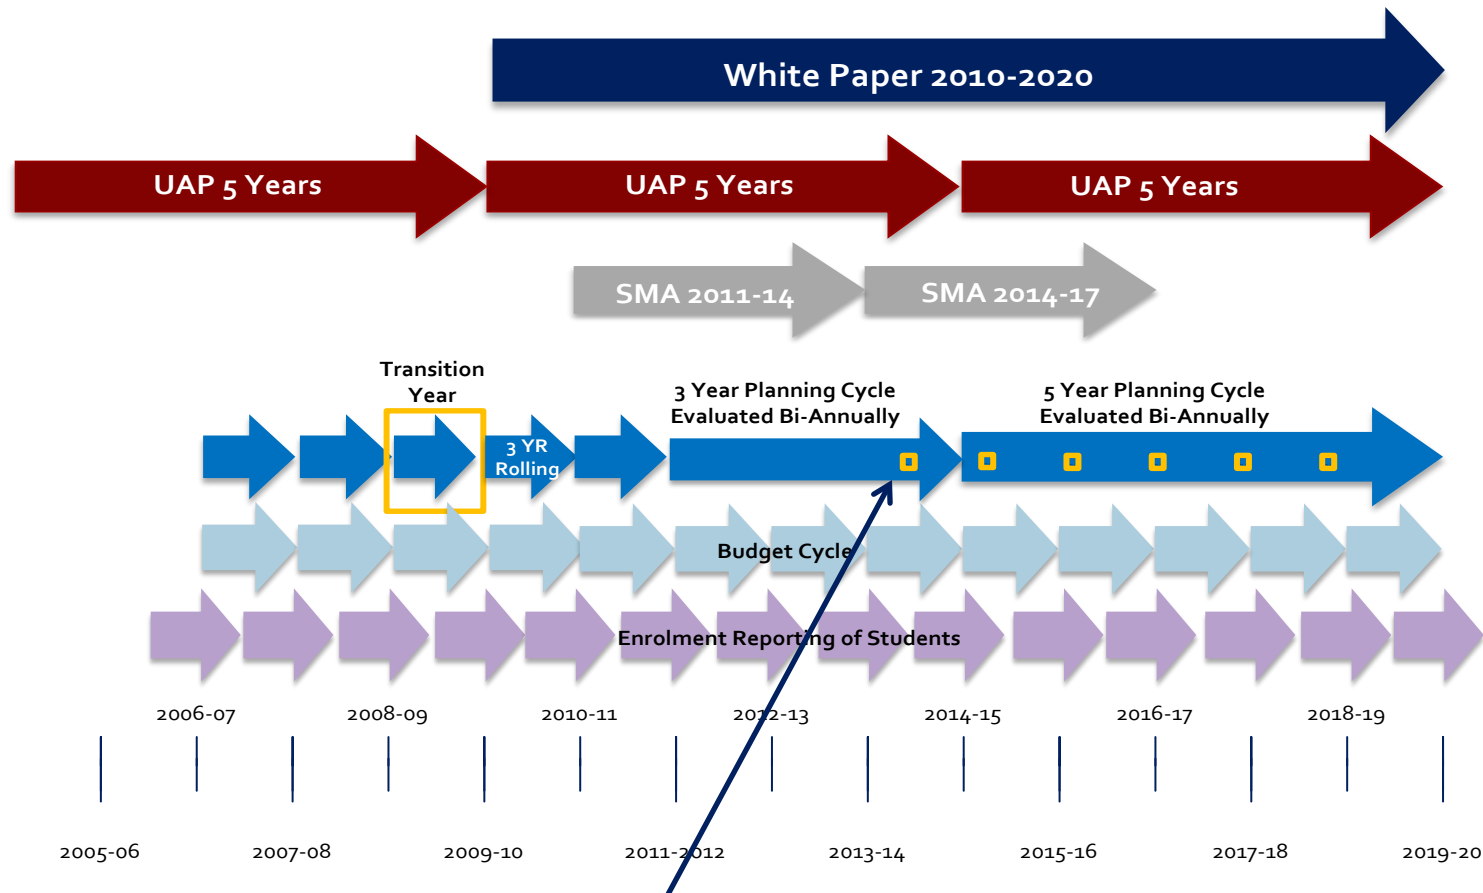 White Paper 2010-2020
UAP 5 Years
UAP 5 Years
UAP 5 Years
SMA 2011-14
SMA 2014-17
Transition
Year
3 Year Planning Cycle
Evaluated Bi-Annually
5 Year Planning Cycle
Evaluated Bi-Annually
3 YR
Rolling
Budget Cycle
Enrolment Reporting of Students
2006-07
2008-09
2010-11
2012-13
2014-15
2016-17
2018-19
2005-06
2007-08
2009-10
2011-2012
2013-14
2015-16
2017-18
2019-20